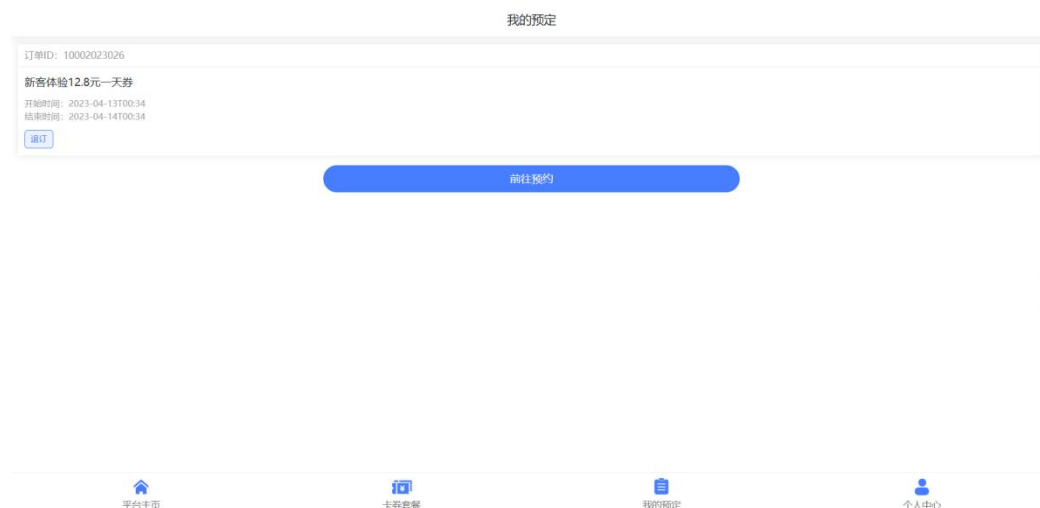 我的预定
订单ID：10002023026
新客体验12.8元一天券
开始时间：2023-04-13T00:34
结束时间：2023-04-14T00:34
退订
前往预约
平台主页
卡券套餐
我的预定
个人中心